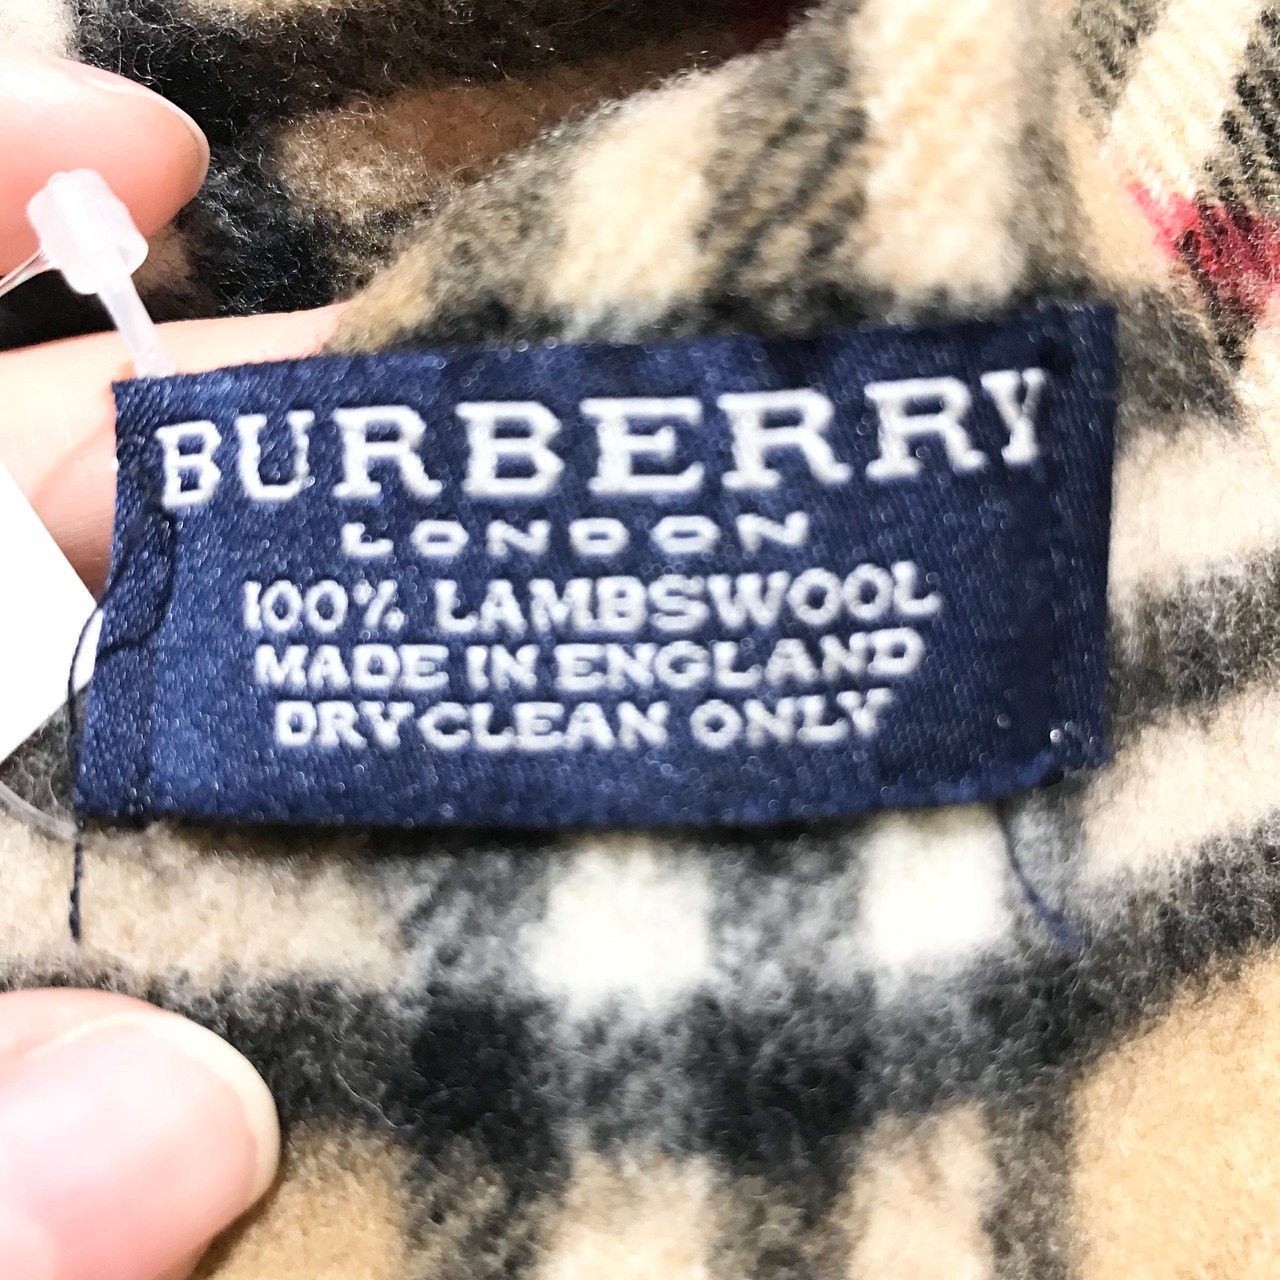 BURBERRY
LONDON
100% LAMBSWOOL
MADE IN ENGLAND
DRY CLEAN ONLY